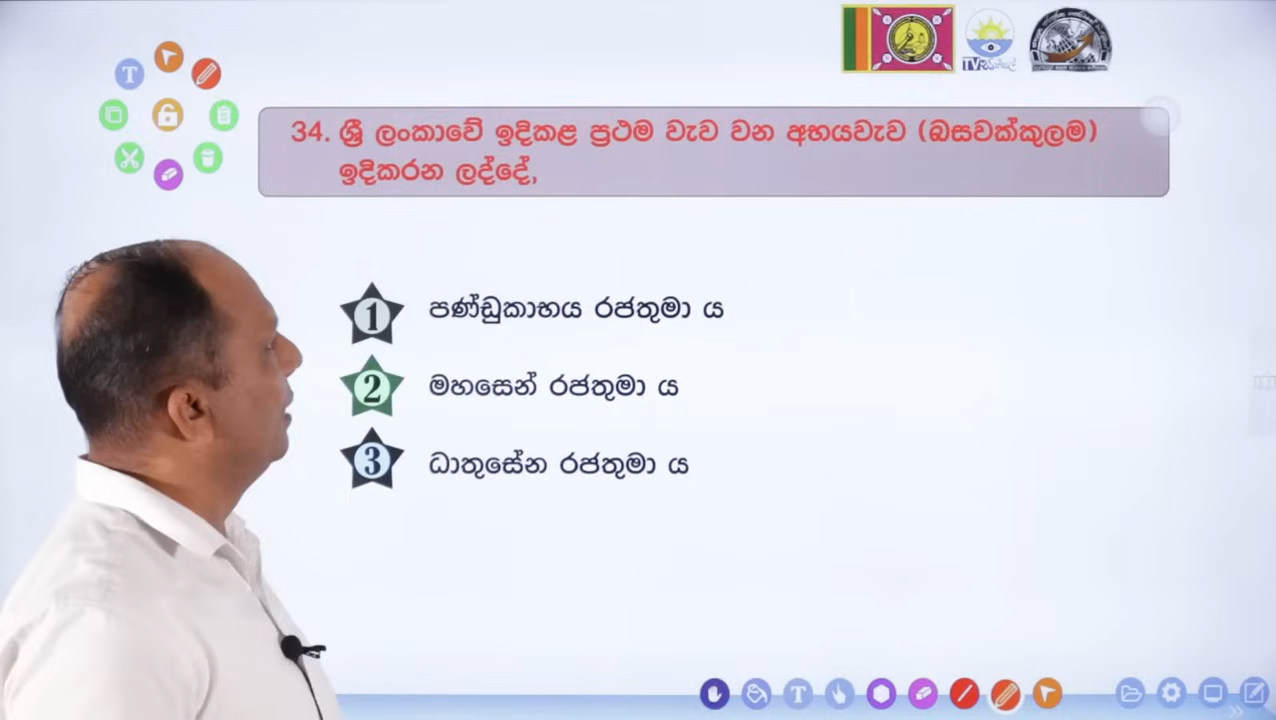 34. ශ්‍රී ලංකාවේ ඉදිකළ ප්‍රථම වැව වන අභයවැව (බසවක්කුලම)
ඉදිකරන ලද්දේ,
1 පණ්ඩුකාභය රජතුමා ය
2 මහසෙන් රජතුමා ය
3 ධාතුසේන රජතුමා ය